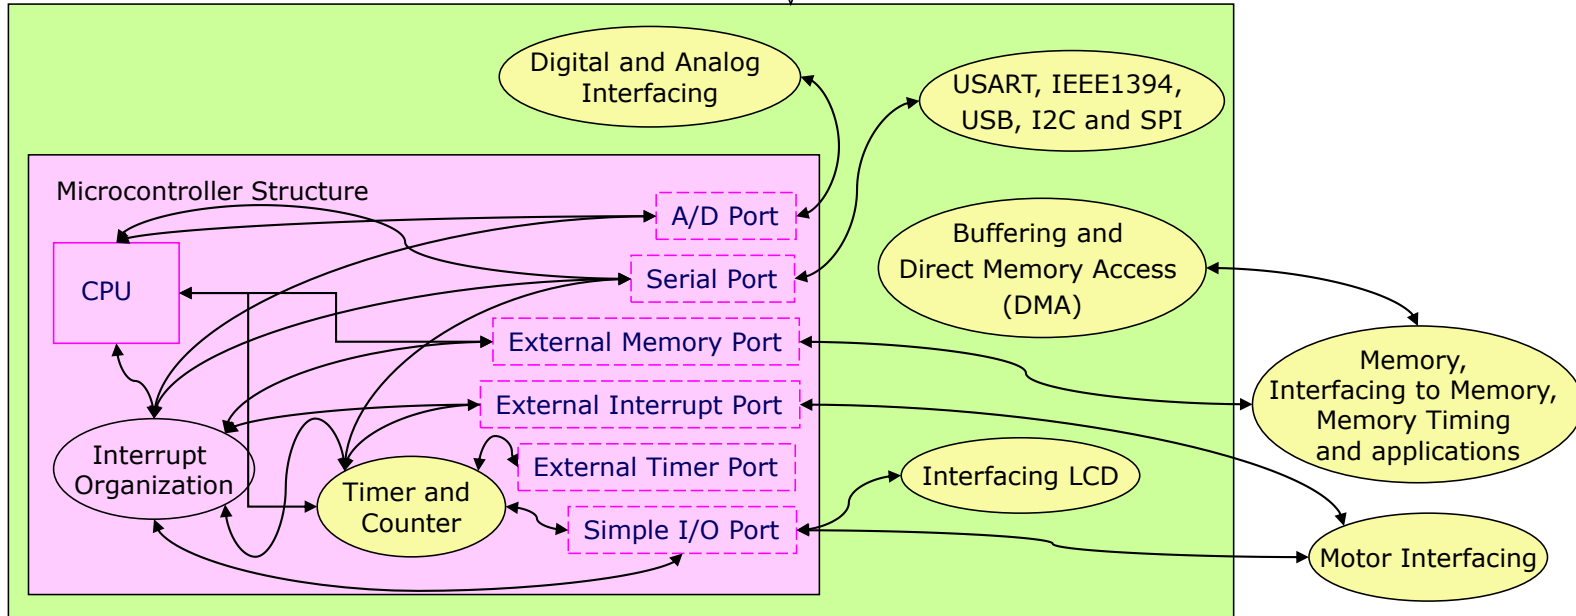 Digital and Analog
Interfacing
USART, IEEE1394,
USB, I2C and SPI
Microcontroller Structure
A/D Port
Buffering and
Direct Memory Access
(DMA)
CPU
Serial Port
External Memory Port
Memory,
Interfacing to Memory,
Memory Timing
and applications
External Interrupt Port
Interrupt
Organization
External Timer Port
Interfacing LCD
Timer and
Counter
Simple I/O Port
Motor Interfacing